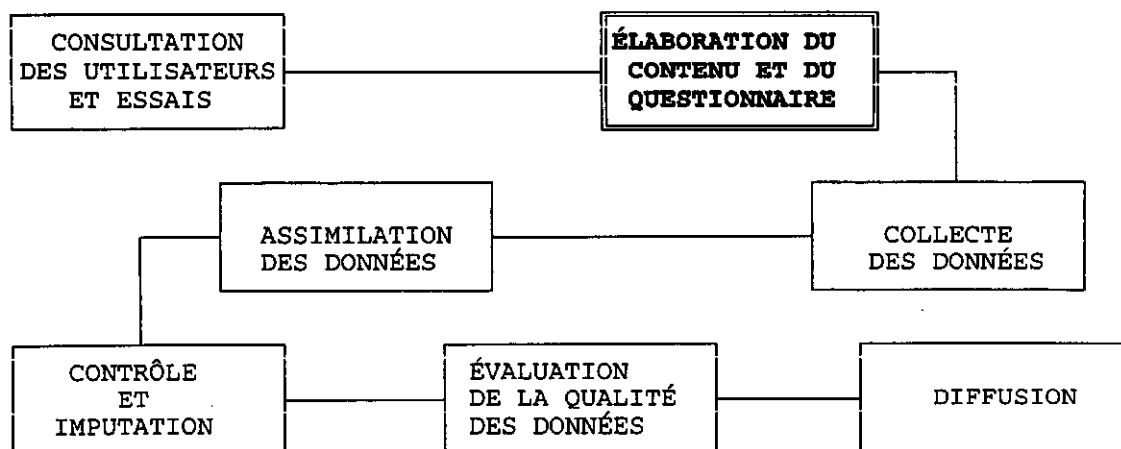 CONSULTATION
DES UTILISATEURS
ET ESSAIS
ÉLABORATION DU
CONTENU ET DU
QUESTIONNAIRE
ASSIMILATION
DES DONNÉES
COLLECTE
DES DONNÉES
CONTRÔLE
ET
IMPUTATION
ÉVALUATION
DE LA QUALITÉ
DES DONNÉES
DIFFUSION